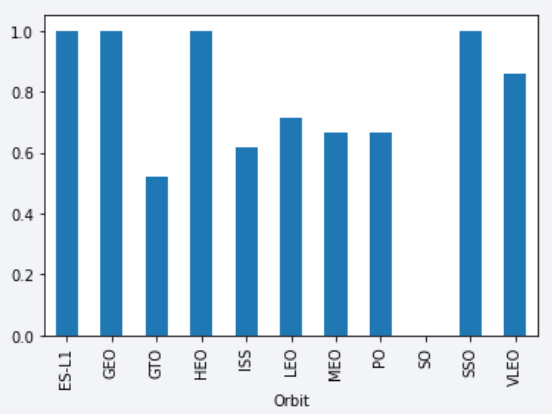 1.0
0.8
0.6
0.4
0.2
0.0
ES-L1
GEO
GTO
HEO
ISS
LEO
MEO
PO
SO
SSO
VLEO
Orbit